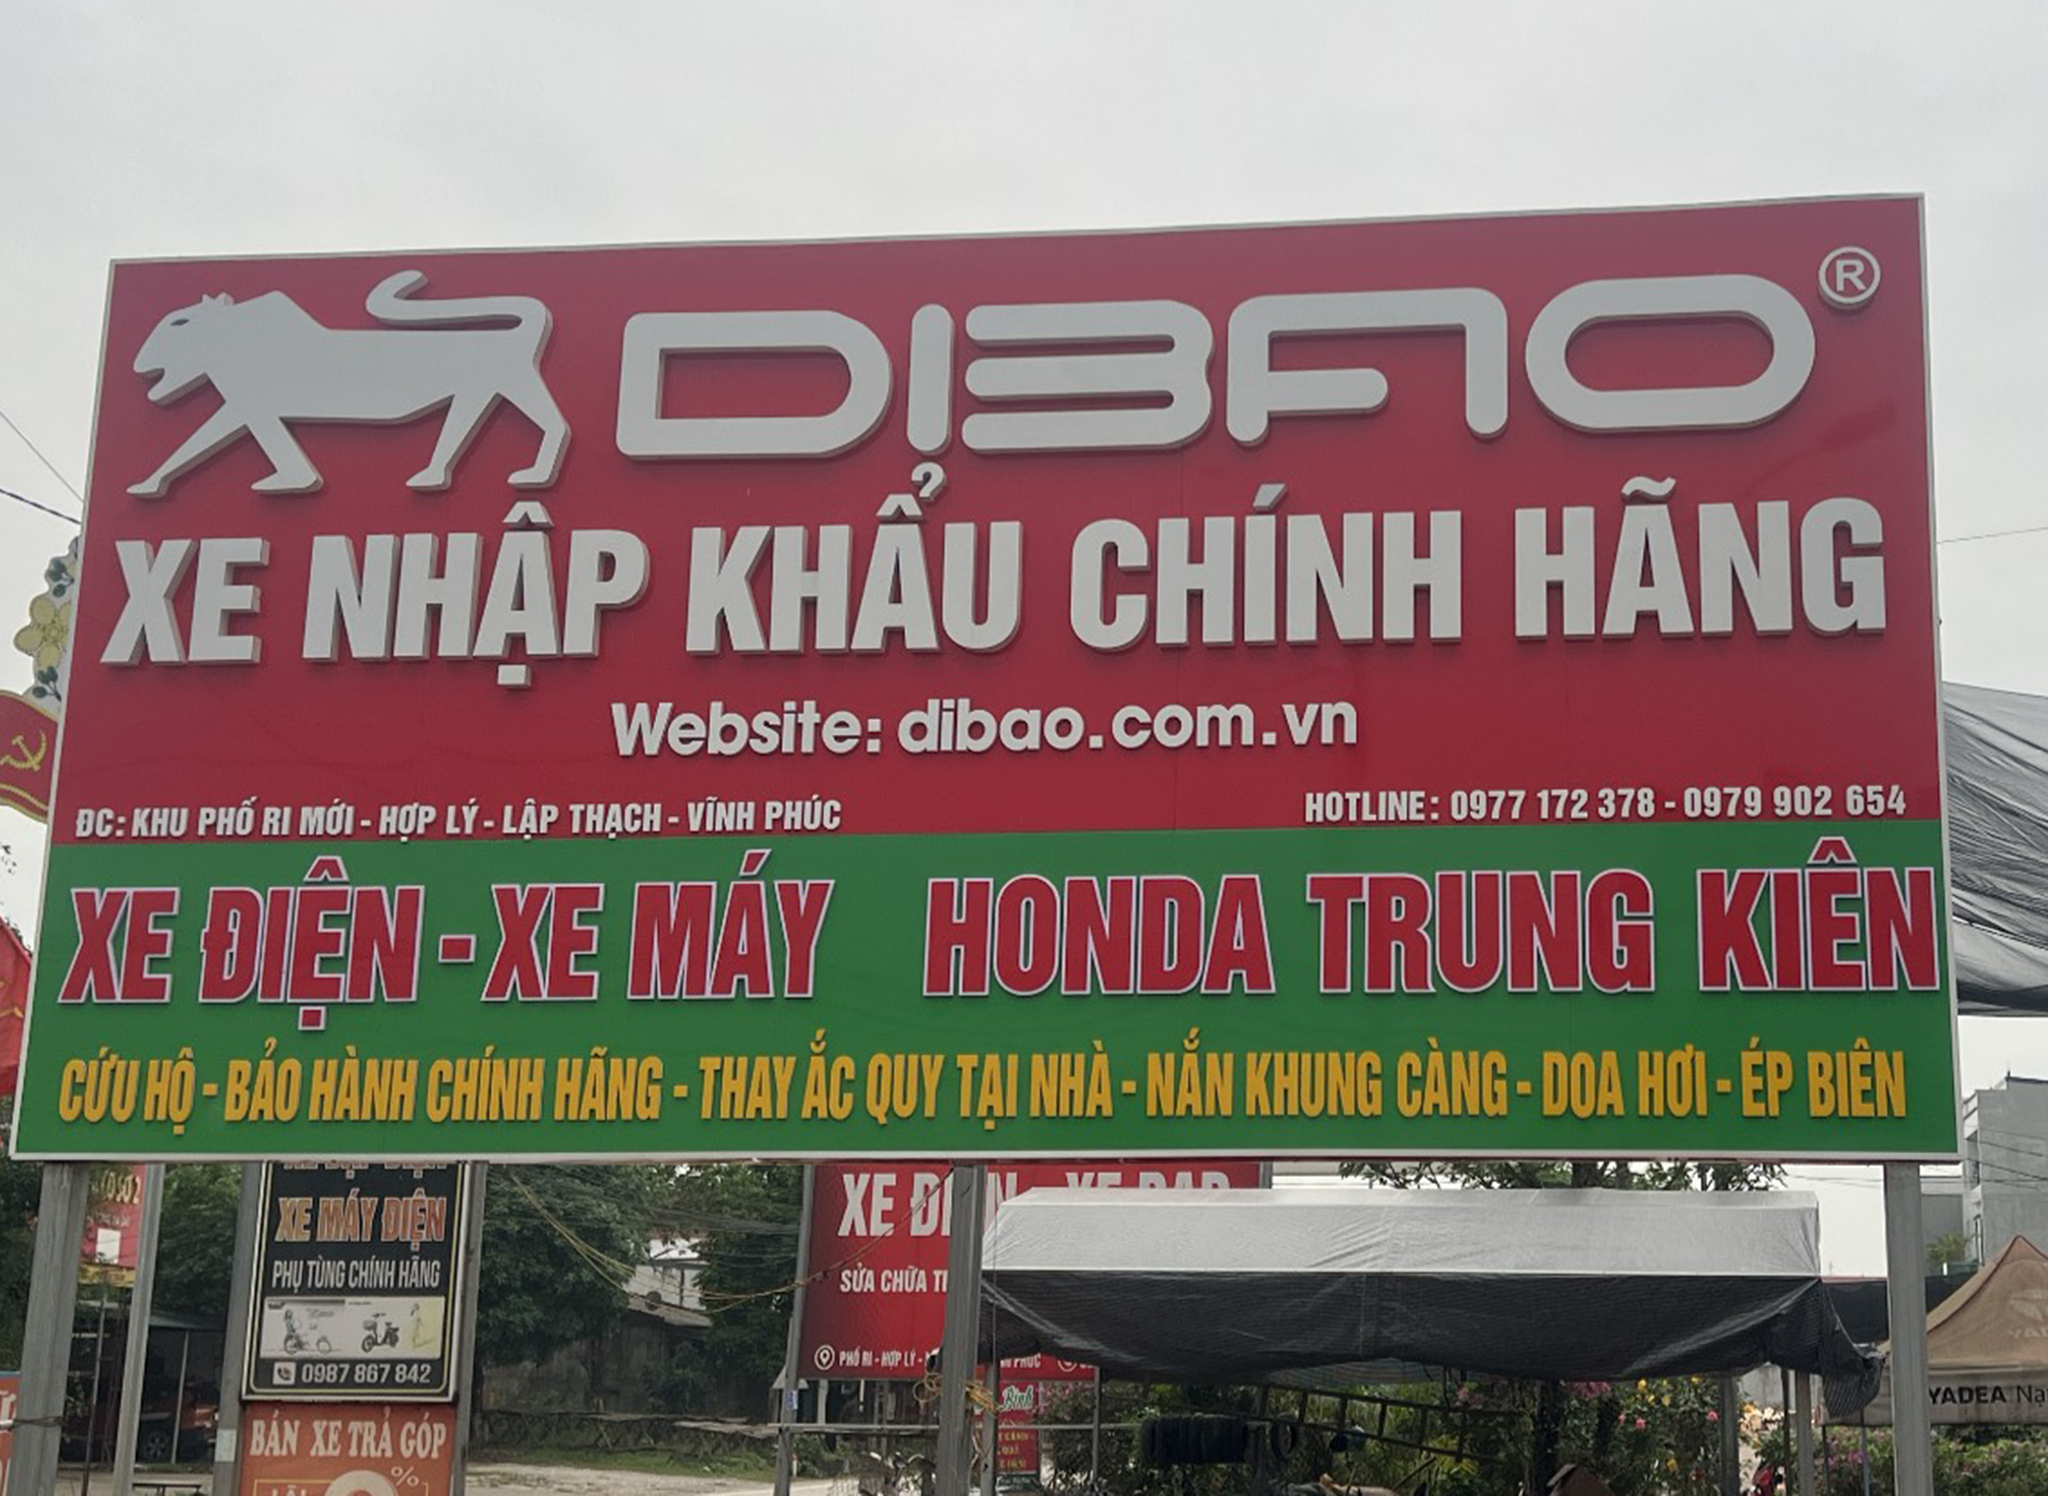 DIBAO®
XE NHẬP KHẨU CHÍNH HÃNG
Website: dibao.com.vn
ĐC: KHU PHỐ RI MỚI - HỢP LÝ - LẬP THẠCH - VĨNH PHÚC
HOTLINE: 0977 172 378 - 0979 902 654
XE ĐIỆN - XE MÁY HONDA TRUNG KIÊN
CỨU HỘ - BẢO HÀNH CHÍNH HÃNG - THAY ẮC QUY TẠI NHÀ - NẮN KHUNG CÀNG - DOA HƠI - ÉP BIÊN
XE MÁY ĐIỆN
PHỤ TÙNG CHÍNH HÃNG
0987 867 842
BÁN XE TRẢ GÓP
%
XE
SỬA CHỮA
PHỐ RI - HỢP LÝ -
YADEA